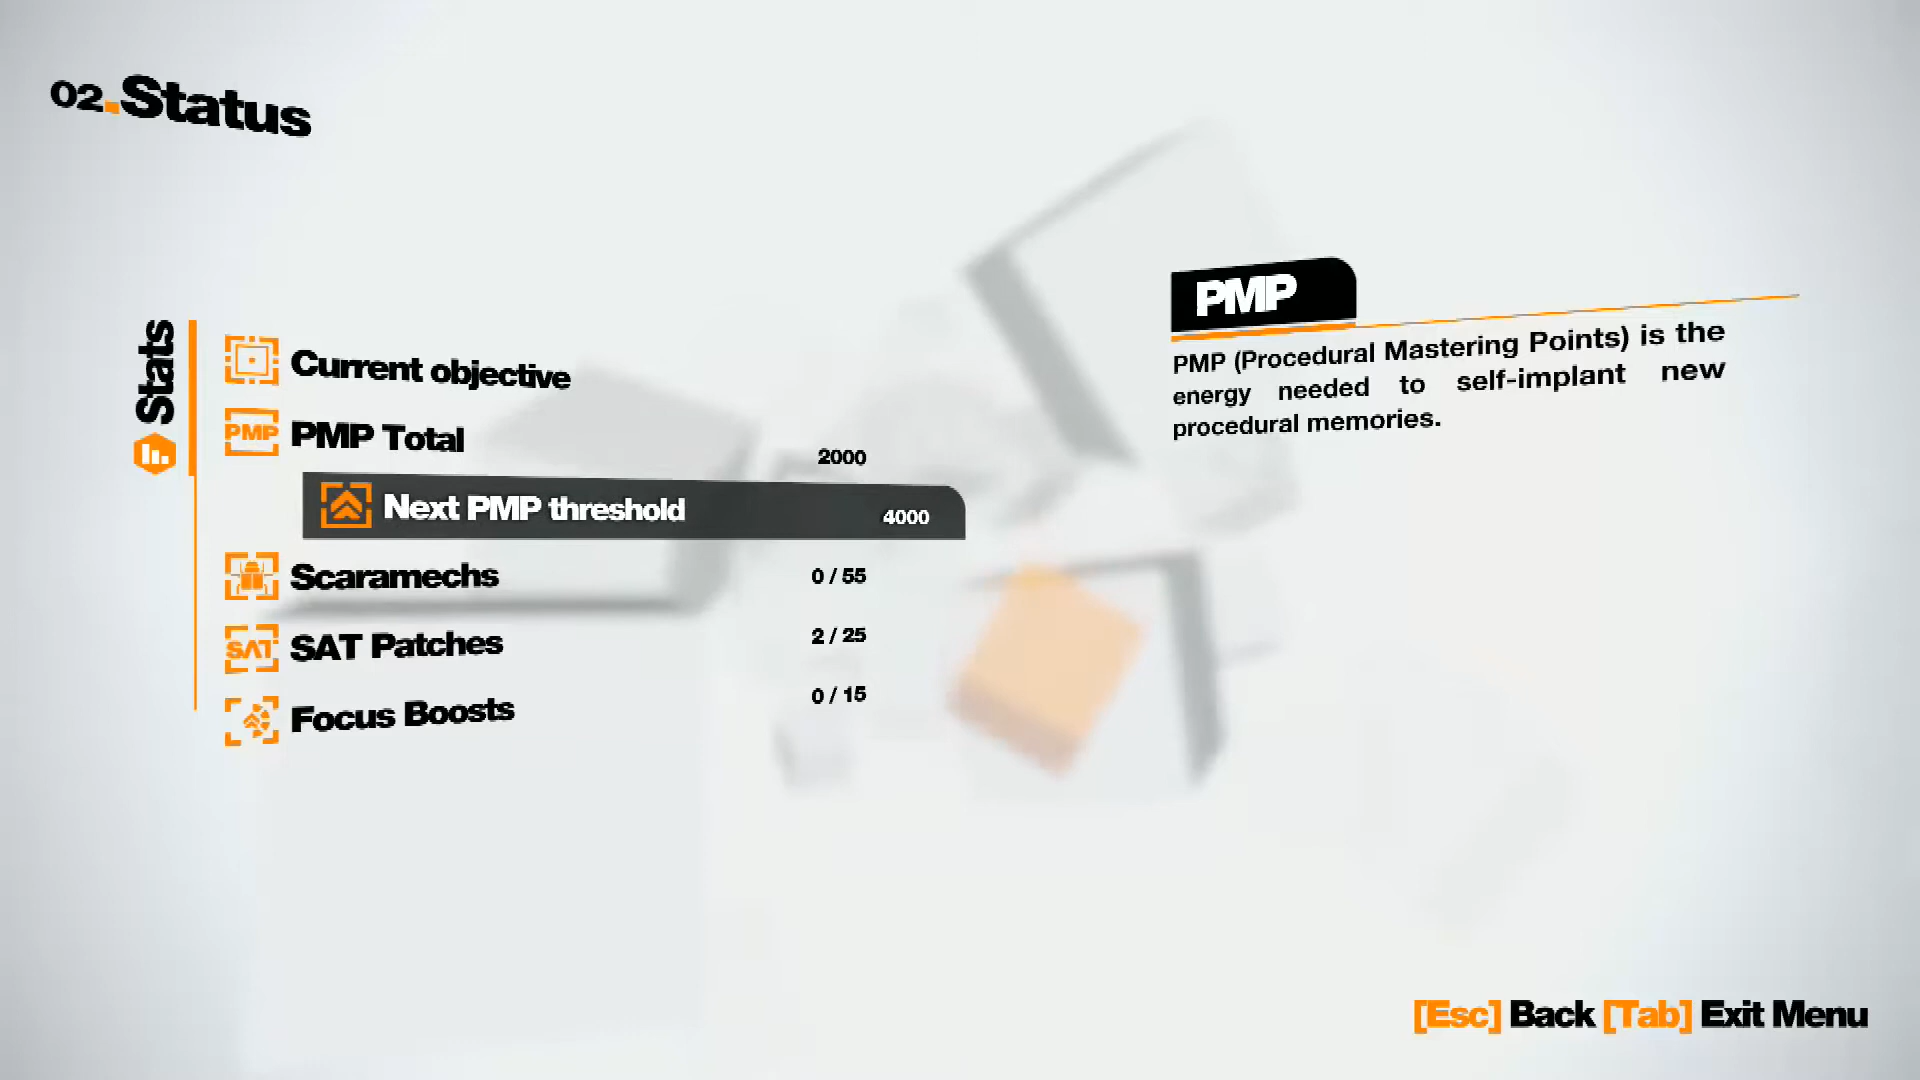 02.Status
Stats
Current objective
PMP
PMP Total 2000
Next PMP threshold 4000
Scaramechs 0 / 55
SAT
SAT Patches 2 / 25
Focus Boosts 0 / 15
PMP
PMP (Procedural Mastering Points) is the
energy needed to self-implant new
procedural memories.
[Esc] Back [Tab] Exit Menu